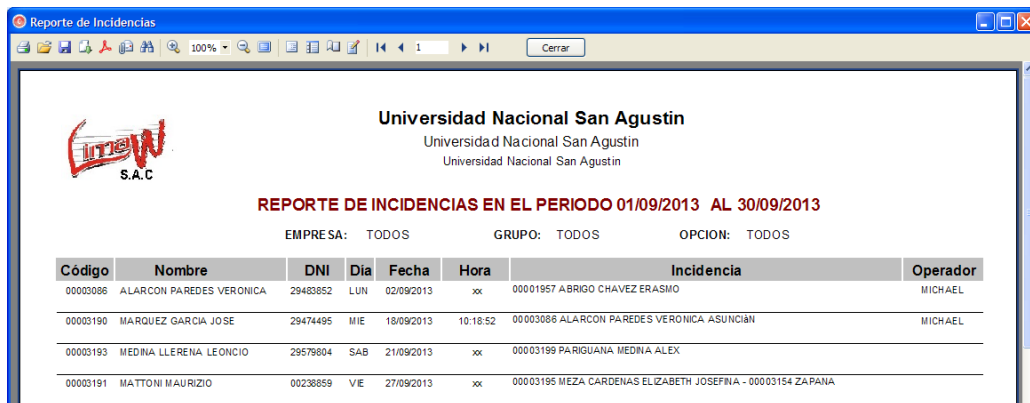 Reporte de Incidencias
100% 1 Cerrar
Universidad Nacional San Agustin
Universidad Nacional San Agustin
Universidad Nacional San Agustin
LimaW
S.A.C
REPORTE DE INCIDENCIAS EN EL PERIODO 01/09/2013 AL 30/09/2013
EMPRESA: TODOS GRUPO: TODOS OPCION: TODOS
Código Nombre DNI Día Fecha Hora Incidencia Operador
00003086 ALARCON PAREDES VERONICA 29483852 LUN 02/09/2013 xx 00001957 ABRIGO CHAVEZ ERASMO MICHAEL
00003190 MARQUEZ GARCIA JOSE 29474495 MIE 18/09/2013 10:18:52 00003086 ALARCON PAREDES VERONICA ASUNCIàN MICHAEL
00003193 MEDINA LLERENA LEONCIO 29579804 SAB 21/09/2013 xx 00003199 PARIGUANA MEDINA ALEX
00003191 MATTONI MAURIZIO 00238859 VIE 27/09/2013 xx 00003195 MEZA CARDENAS ELIZABETH JOSEFINA - 00003154 ZAPANA